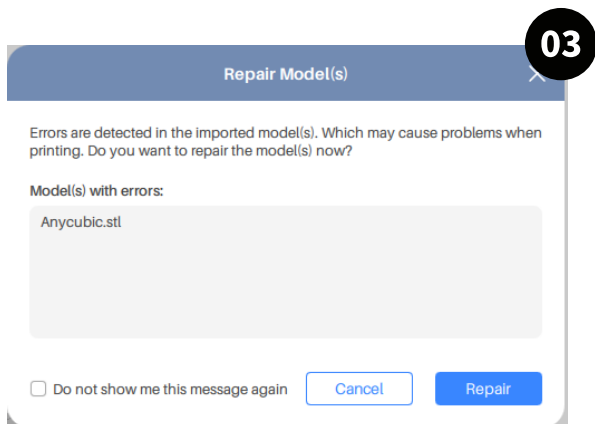 03
Repair Model(s)
Errors are detected in the imported model(s). Which may cause problems when
printing. Do you want to repair the model(s) now?
Model(s) with errors:
Anycubic.stl
Do not show me this message again
Cancel
Repair